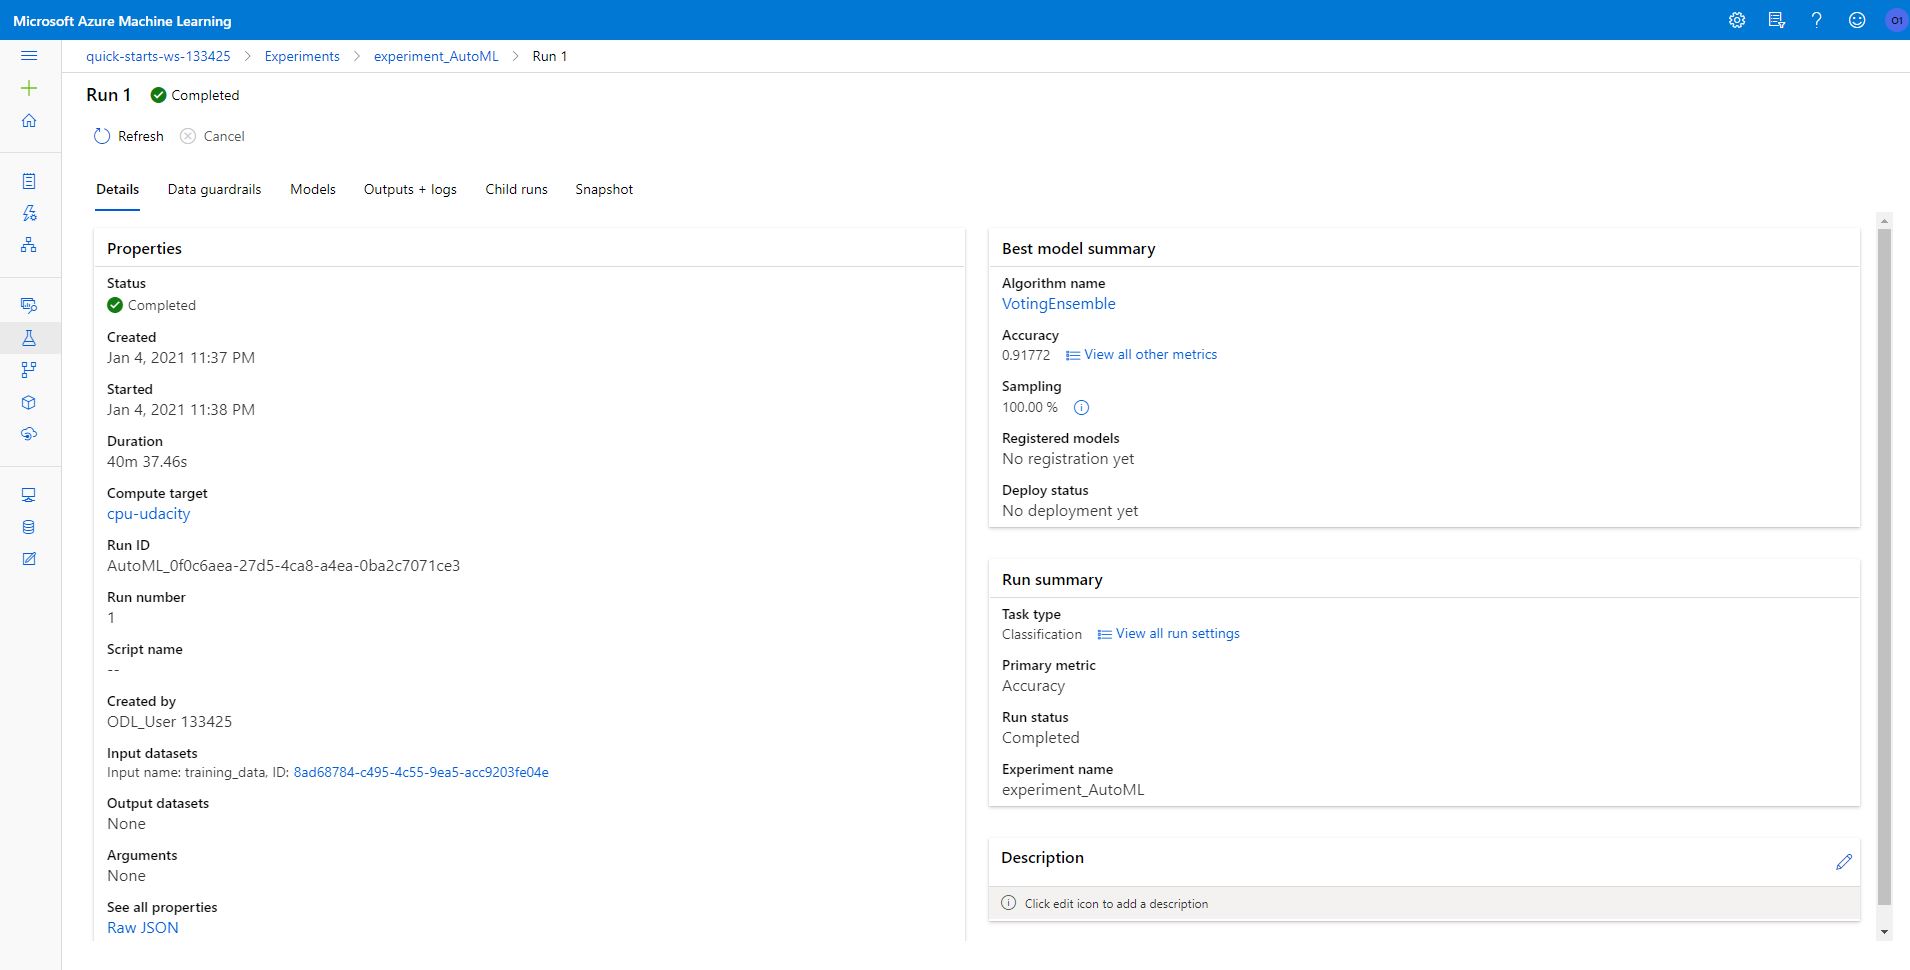 Microsoft Azure Machine Learning
O1
quick-starts-ws-133425 > Experiments > experiment_AutoML > Run 1
Run 1 Completed
Refresh Cancel
Details Data guardrails Models Outputs + logs Child runs Snapshot
Properties
Status
Completed
Created
Jan 4, 2021 11:37 PM
Started
Jan 4, 2021 11:38 PM
Duration
40m 37.46s
Compute target
cpu-udacity
Run ID
AutoML_0f0c6aea-27d5-4ca8-a4ea-0ba2c7071ce3
Run number
1
Script name
--
Created by
ODL_User 133425
Input datasets
Input name: training_data, ID: 8ad68784-c495-4c55-9ea5-acc9203fe04e
Output datasets
None
Arguments
None
See all properties
Raw JSON
Best model summary
Algorithm name
VotingEnsemble
Accuracy
0.91772 View all other metrics
Sampling
100.00 %
Registered models
No registration yet
Deploy status
No deployment yet
Run summary
Task type
Classification View all run settings
Primary metric
Accuracy
Run status
Completed
Experiment name
experiment_AutoML
Description
Click edit icon to add a description